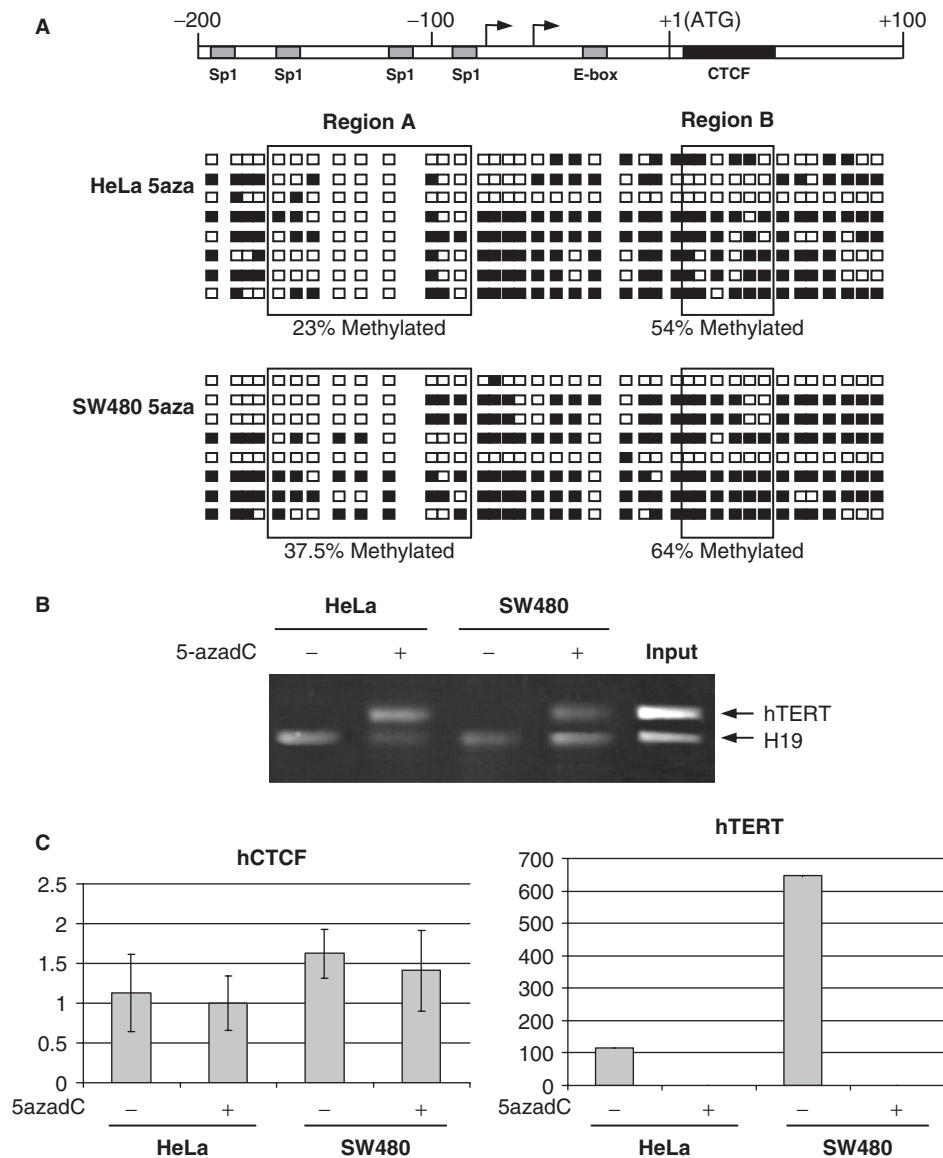 A
−200 −100 +1(ATG) +100
Sp1 Sp1 Sp1 Sp1 E-box CTCF
Region A Region B
HeLa 5aza
23% Methylated 54% Methylated
SW480 5aza
37.5% Methylated 64% Methylated
B
HeLa SW480
5-azadC − + − + Input
hTERT
H19
C
hCTCF
2.5
2
1.5
1
0.5
0
5azadC − + − +
HeLa SW480
hTERT
700
600
500
400
300
200
100
0
5azadC − + − +
HeLa SW480